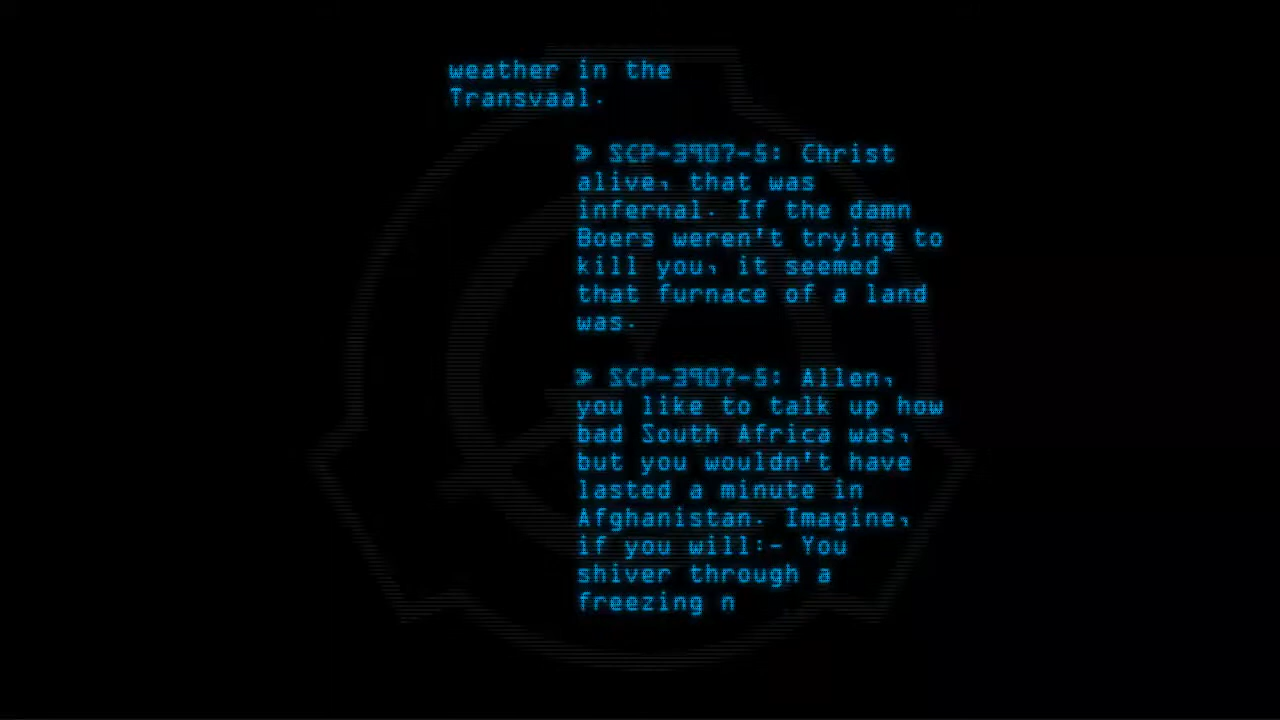 weather in the
Transvaal.
> SCP-3907-5: Christ
alive, that was
infernal. If the damn
Boers weren't trying to
kill you, it seemed
that furnace of a land
was.
> SCP-3907-5: Allen,
you like to talk up how
bad South Africa was,
but you wouldn't have
lasted a minute in
Afghanistan. Imagine,
if you will:- You
shiver through a
freezing n